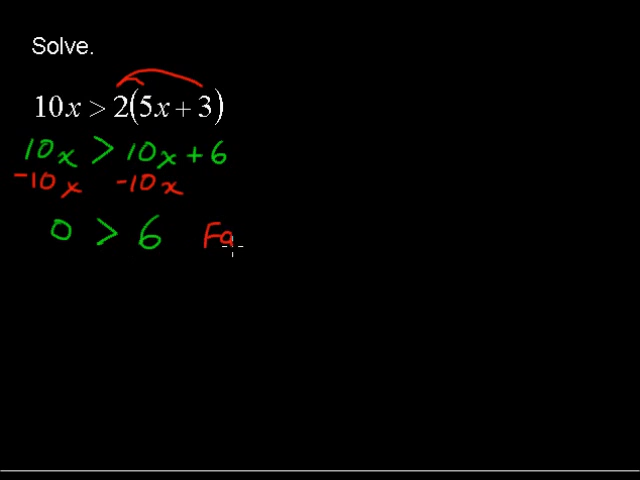 Solve.
10x > 2(5x + 3)
10x > 10x + 6
-10x -10x
0 > 6 Fa